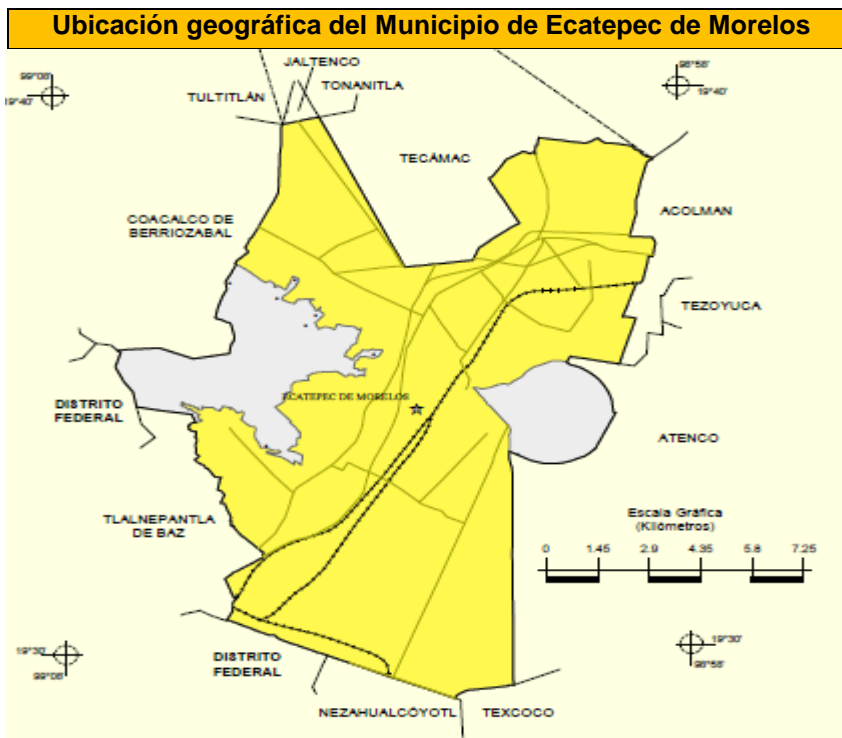 Ubicación geográfica del Municipio de Ecatepec de Morelos
JALTENCO
99°08'
98°58'
TONANITLA
19°40'
19°40'
TULTITLÁN
TECÁMAC
ACOLMAN
COACALCO DE
BERRIOZABAL
TEZOYUCA
ECATEPEC DE MORELOS
DISTRITO
FEDERAL
ATENCO
TLALNEPANTLA
DE BAZ
Escala Gráfica
(Kilómetros)
0 1.45 2.9 4.35 5.8 7.25
19°30'
99°08'
19°30'
98°58'
DISTRITO
FEDERAL
NEZAHUALCÓYOTL
TEXCOCO